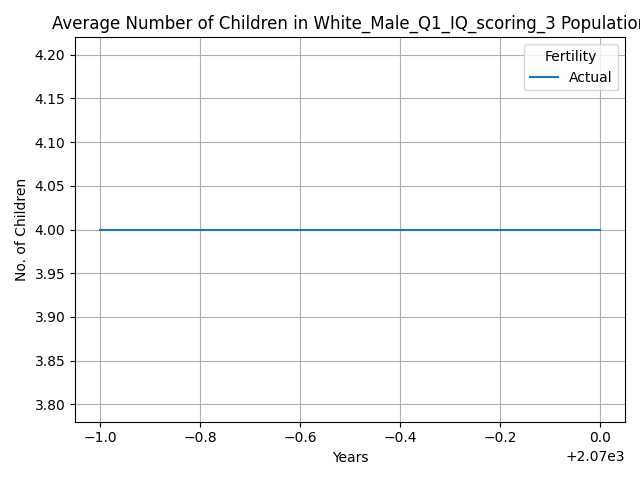 Average Number of Children in White_Male_Q1_IQ_scoring_3 Population
Fertility
Actual
No. of Children
4.20
4.15
4.10
4.05
4.00
3.95
3.90
3.85
3.80
−1.0 −0.8 −0.6 −0.4 −0.2 0.0
Years
+2.07e3